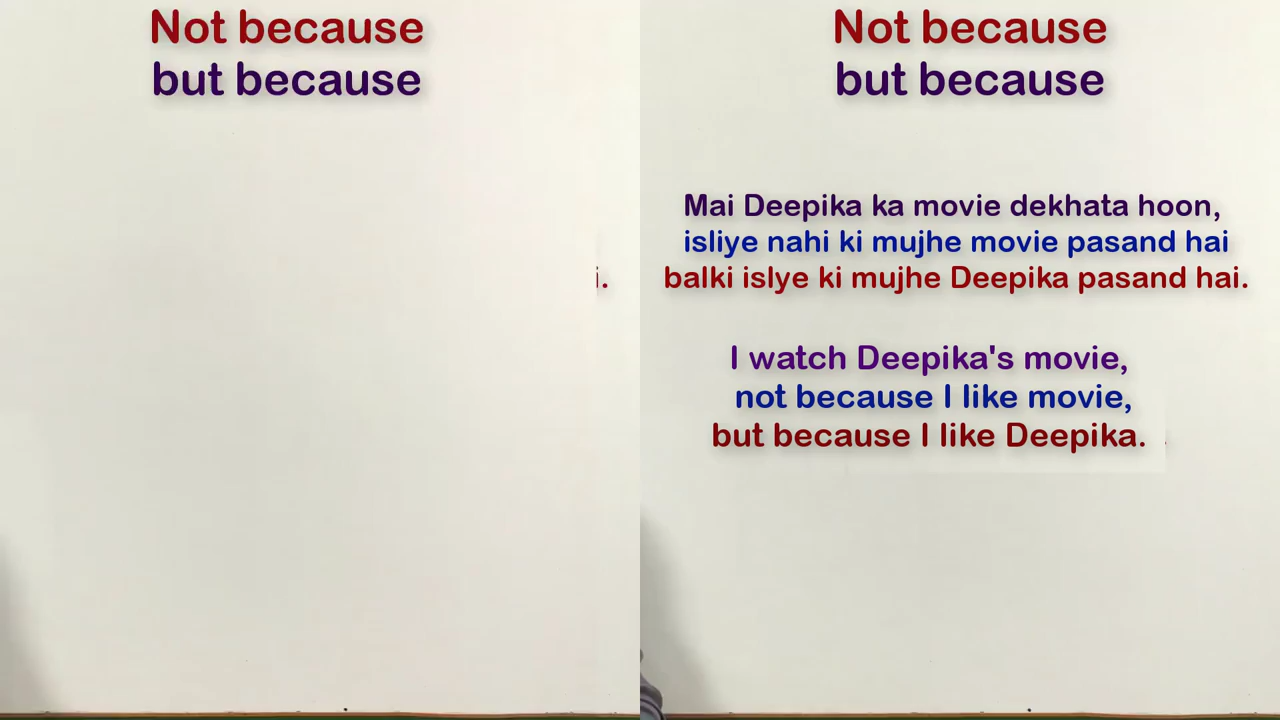 Not because
but because
i.
Not because
but because
Mai Deepika ka movie dekhata hoon,
isliye nahi ki mujhe movie pasand hai
balki islye ki mujhe Deepika pasand hai.
I watch Deepika's movie,
not because I like movie,
but because I like Deepika.